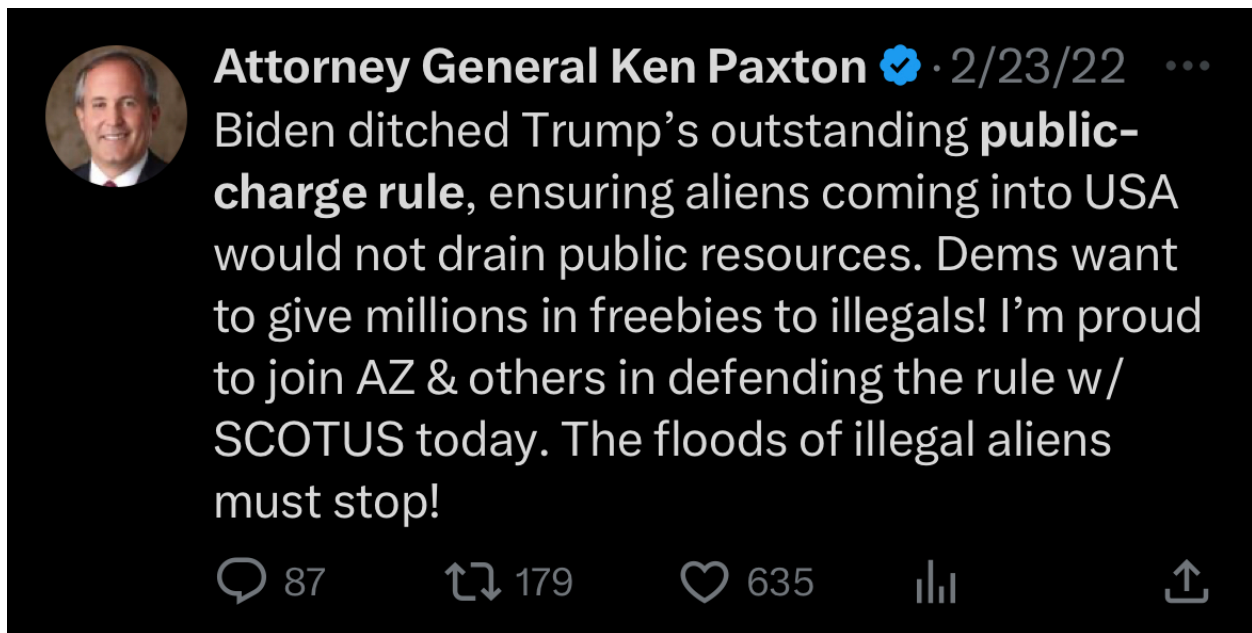 Attorney General Ken Paxton · 2/23/22 ...
Biden ditched Trump’s outstanding public-
charge rule, ensuring aliens coming into USA
would not drain public resources. Dems want
to give millions in freebies to illegals! I’m proud
to join AZ & others in defending the rule w/
SCOTUS today. The floods of illegal aliens
must stop!
87 179 635